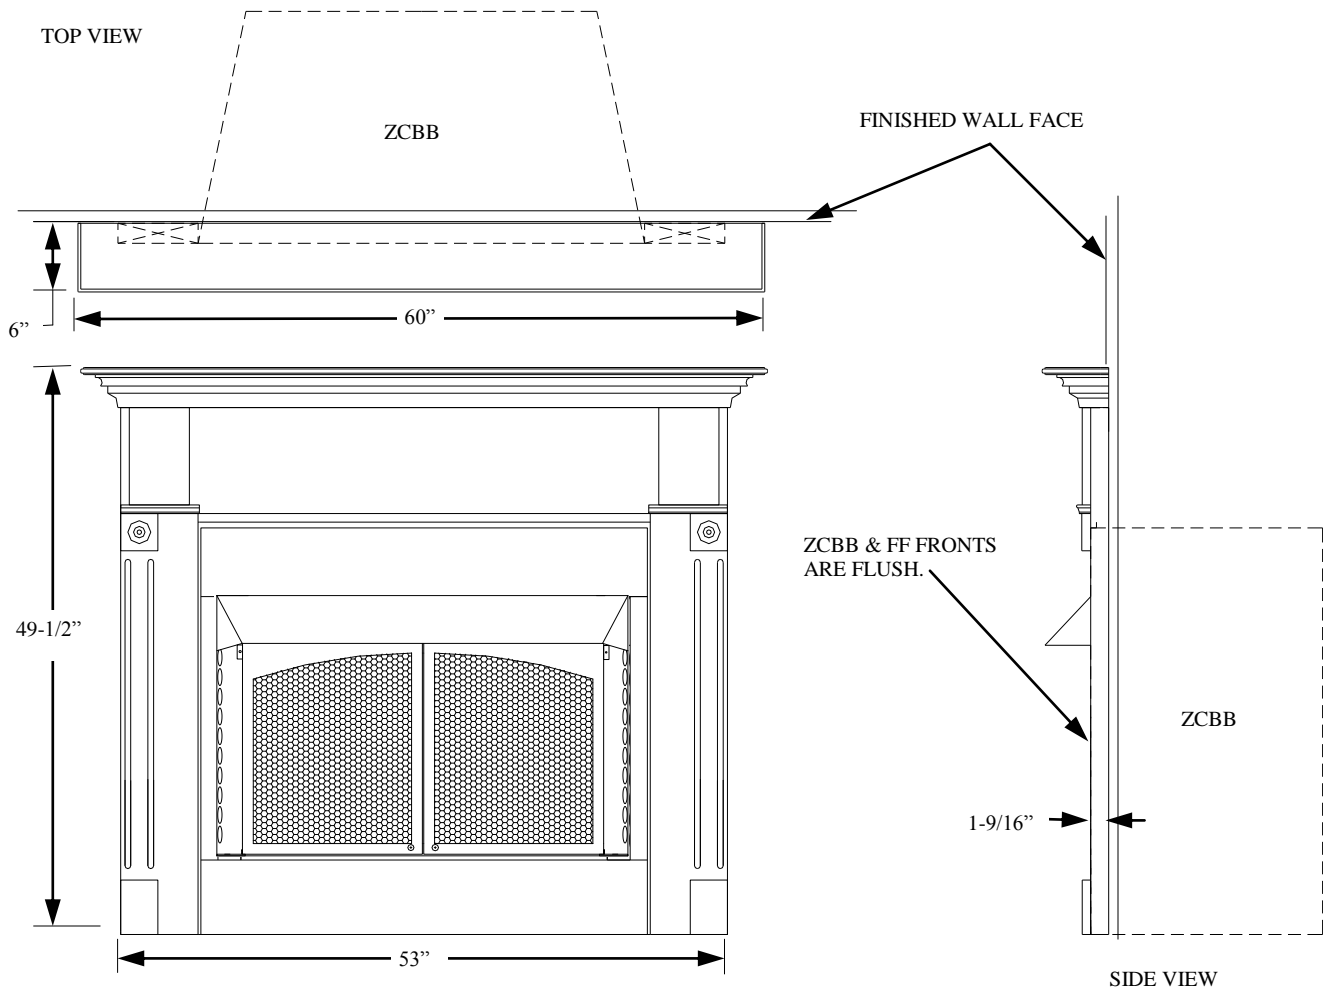 TOP VIEW
ZCBB
FINISHED WALL FACE
6”
60”
49-1/2”
ZCBB & FF FRONTS
ARE FLUSH.
ZCBB
1-9/16”
53”
SIDE VIEW